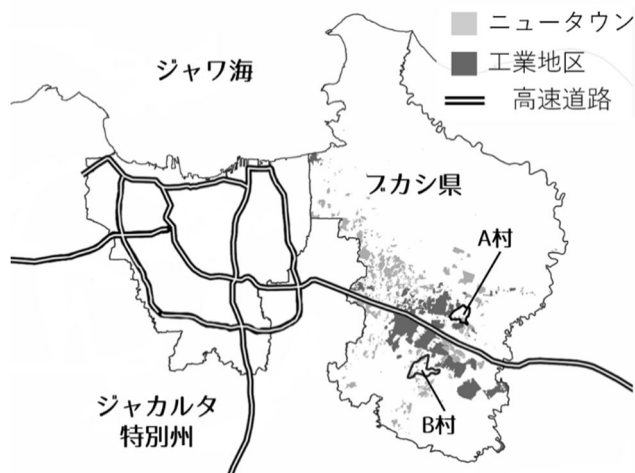 ニュータウン
工業地区
高速道路
ジャワ海
ブカシ県
A村
B村
ジャカルタ
特別州